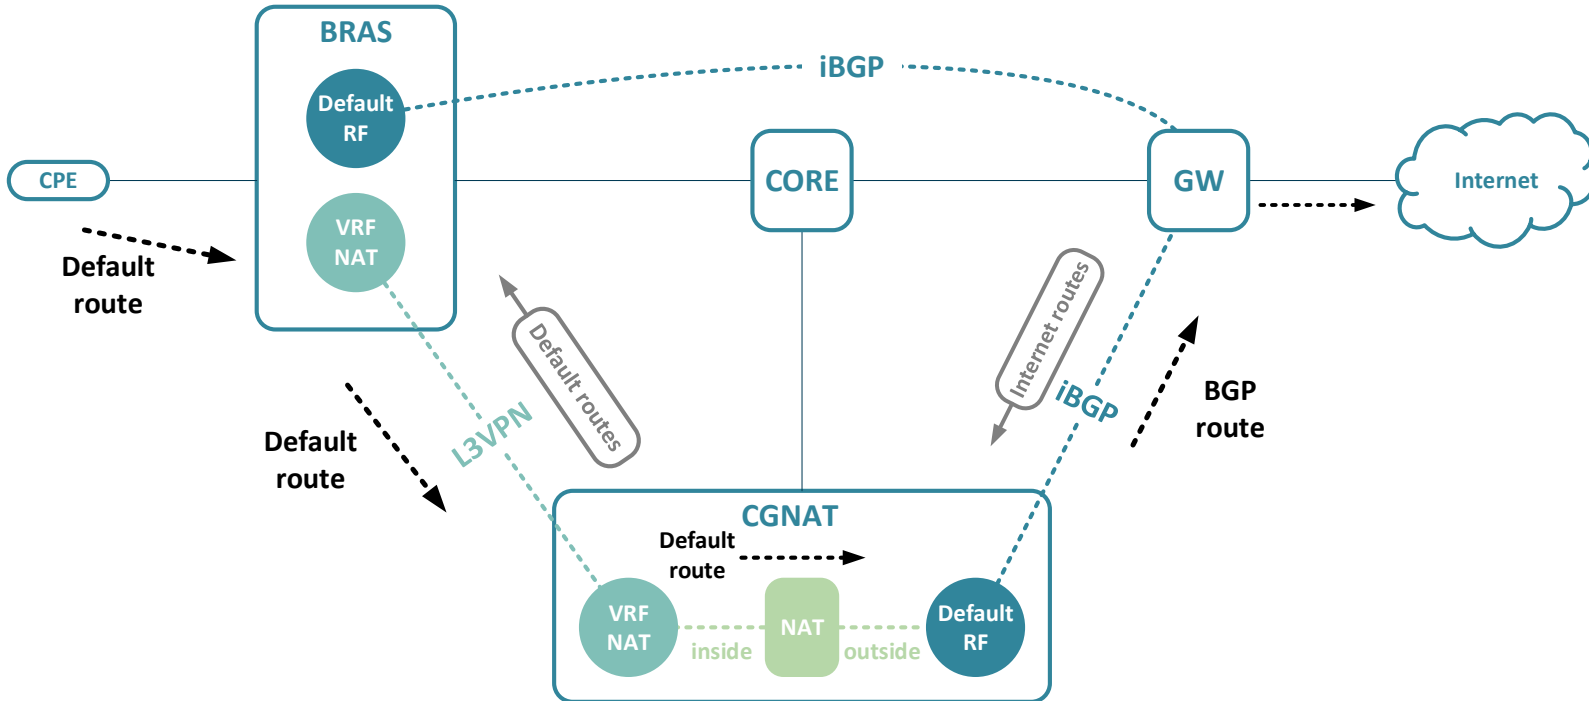 BRAS
iBGP
Default
RF
CPE
CORE
GW
Internet
VRF
NAT
Default
route
Default routes
Internet routes
iBGP
BGP
route
Default
route
L3VPN
CGNAT
Default
route
VRF
NAT
inside
NAT
outside
Default
RF